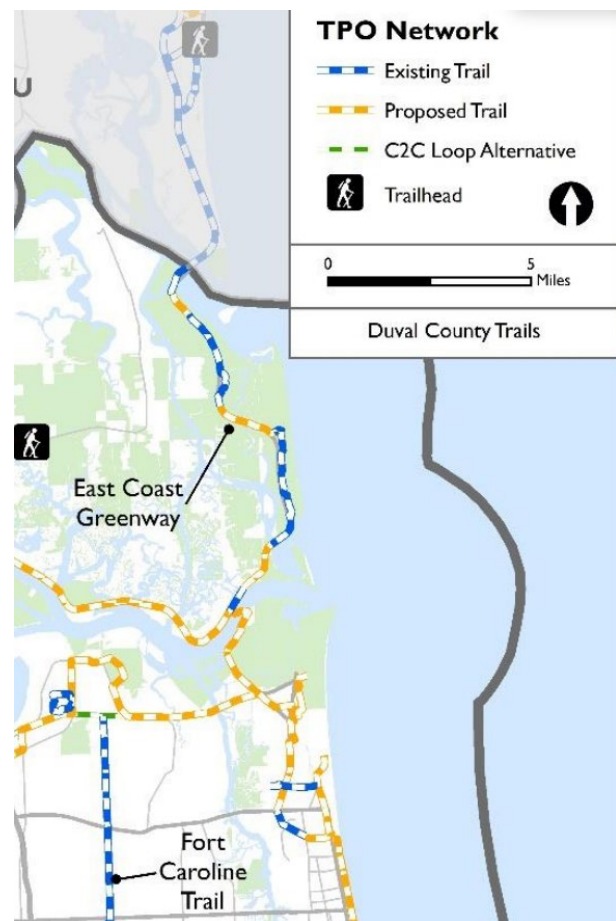 TPO Network
Existing Trail
Proposed Trail
C2C Loop Alternative
Trailhead
0 5
Miles
Duval County Trails
U
East Coast
Greenway
Fort
Caroline
Trail